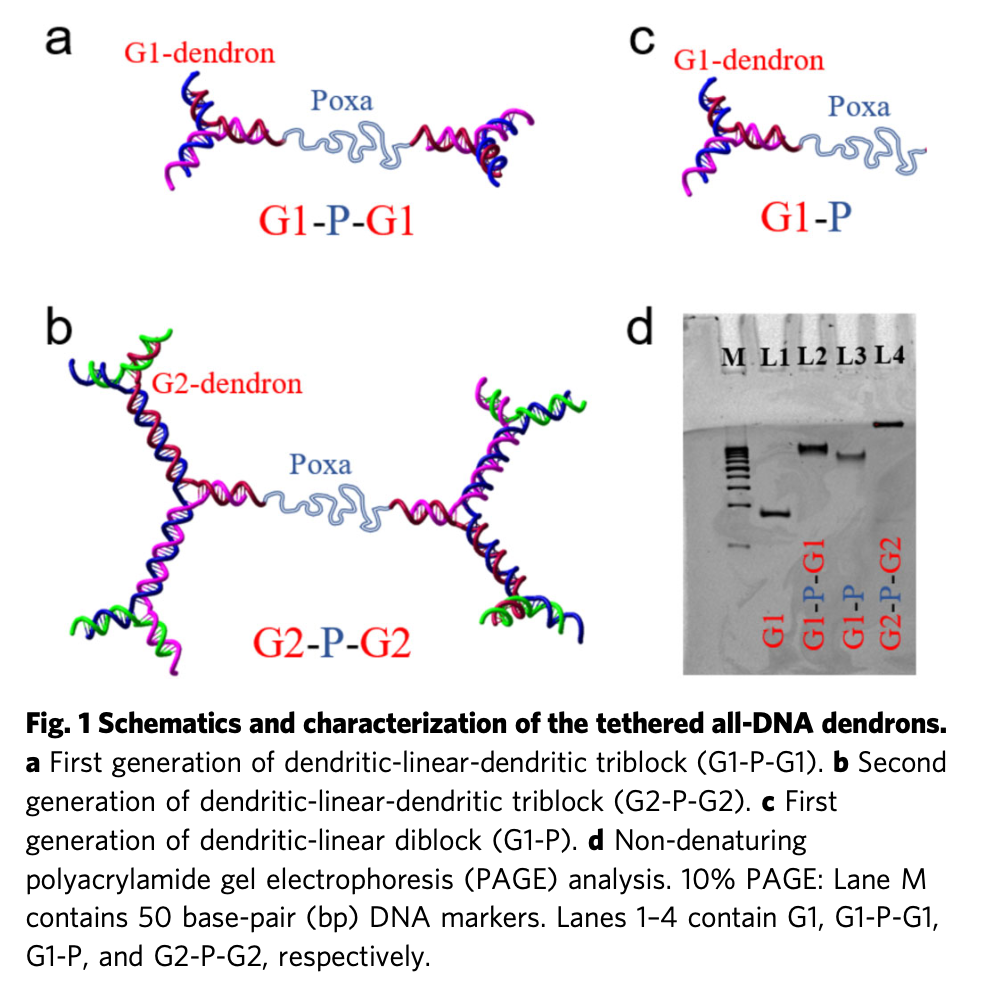 a
G1-dendron
Poxa
G1-P-G1
c
G1-dendron
Poxa
G1-P
b
G2-dendron
Poxa
G2-P-G2
d
M L1 L2 L3 L4
G1
G1-P-G1
G1-P
G2-P-G2
Fig. 1 Schematics and characterization of the tethered all-DNA dendrons.
a First generation of dendritic-linear-dendritic triblock (G1-P-G1). b Second
generation of dendritic-linear-dendritic triblock (G2-P-G2). c First
generation of dendritic-linear diblock (G1-P). d Non-denaturing
polyacrylamide gel electrophoresis (PAGE) analysis. 10% PAGE: Lane M
contains 50 base-pair (bp) DNA markers. Lanes 1–4 contain G1, G1-P-G1,
G1-P, and G2-P-G2, respectively.